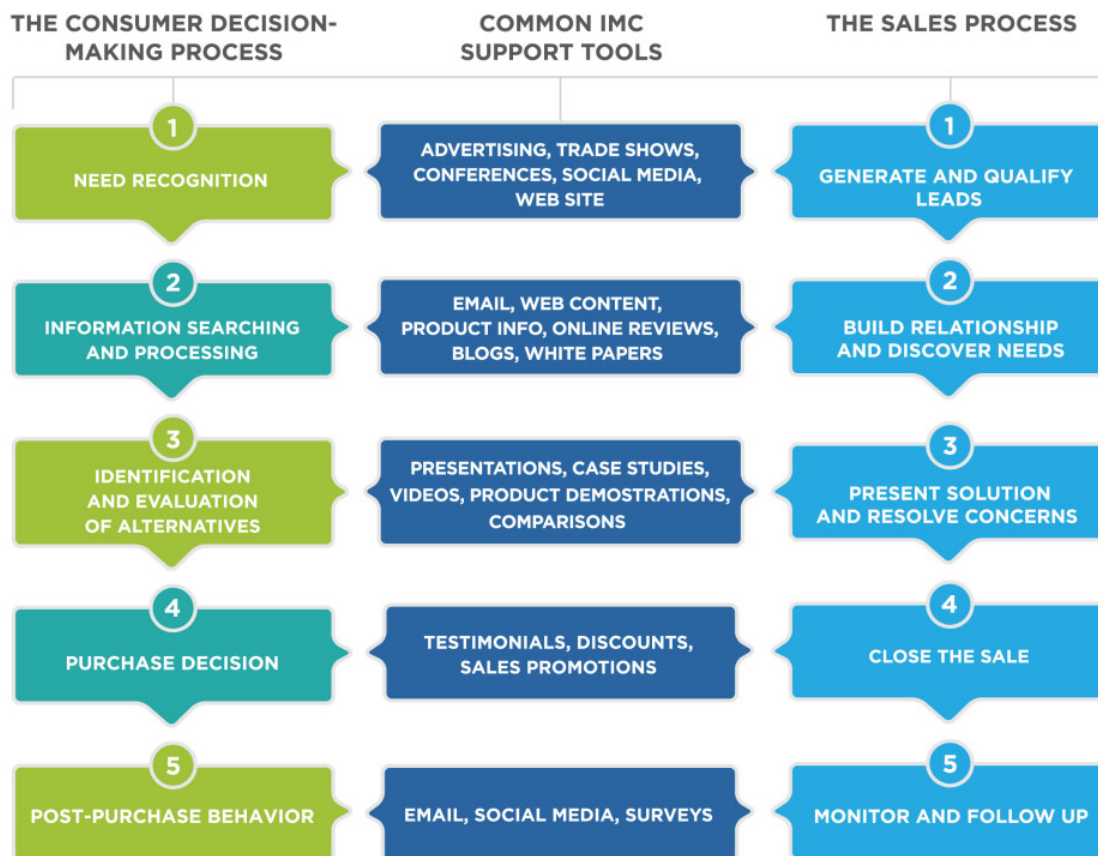 THE CONSUMER DECISION-
MAKING PROCESS
COMMON IMC
SUPPORT TOOLS
THE SALES PROCESS
1
NEED RECOGNITION
ADVERTISING, TRADE SHOWS,
CONFERENCES, SOCIAL MEDIA,
WEB SITE
1
GENERATE AND QUALIFY
LEADS
2
INFORMATION SEARCHING
AND PROCESSING
EMAIL, WEB CONTENT,
PRODUCT INFO, ONLINE REVIEWS,
BLOGS, WHITE PAPERS
2
BUILD RELATIONSHIP
AND DISCOVER NEEDS
3
IDENTIFICATION
AND EVALUATION
OF ALTERNATIVES
PRESENTATIONS, CASE STUDIES,
VIDEOS, PRODUCT DEMOSTRATIONS,
COMPARISONS
3
PRESENT SOLUTION
AND RESOLVE CONCERNS
4
PURCHASE DECISION
TESTIMONIALS, DISCOUNTS,
SALES PROMOTIONS
4
CLOSE THE SALE
5
POST-PURCHASE BEHAVIOR
EMAIL, SOCIAL MEDIA, SURVEYS
5
MONITOR AND FOLLOW UP